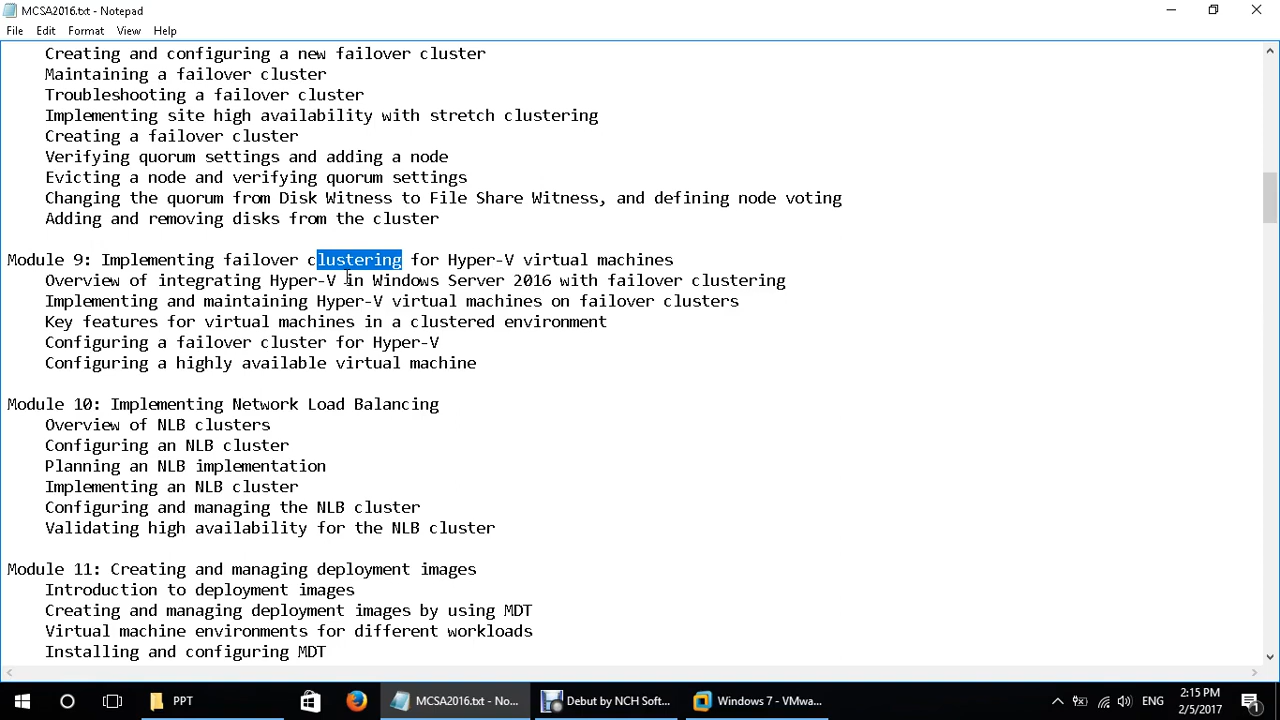 MCSA2016.txt - Notepad
File Edit Format View Help
Creating and configuring a new failover cluster
Maintaining a failover cluster
Troubleshooting a failover cluster
Implementing site high availability with stretch clustering
Creating a failover cluster
Verifying quorum settings and adding a node
Evicting a node and verifying quorum settings
Changing the quorum from Disk Witness to File Share Witness, and defining node voting
Adding and removing disks from the cluster
Module 9: Implementing failover clustering for Hyper-V virtual machines
Overview of integrating Hyper-V in Windows Server 2016 with failover clustering
Implementing and maintaining Hyper-V virtual machines on failover clusters
Key features for virtual machines in a clustered environment
Configuring a failover cluster for Hyper-V
Configuring a highly available virtual machine
Module 10: Implementing Network Load Balancing
Overview of NLB clusters
Configuring an NLB cluster
Planning an NLB implementation
Implementing an NLB cluster
Configuring and managing the NLB cluster
Validating high availability for the NLB cluster
Module 11: Creating and managing deployment images
Introduction to deployment images
Creating and managing deployment images by using MDT
Virtual machine environments for different workloads
Installing and configuring MDT
PPT MCSA2016.txt - No... Debut by NCH Soft... Windows 7 - VMwa... ENG 2:15 PM
2/5/2017 1